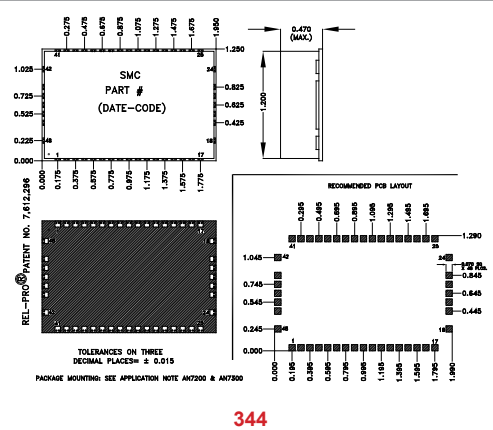 0.275 0.475 0.675 0.875 1.075 1.275 1.475 1.675 1.950
0.470
(MAX.)
1.250
41 25
1.025 42 24
SMC
PART #
(DATE-CODE)
0.825
0.725
0.625
0.525
0.425
1.200
0.225 48 18
0.000 1 17
0.000 0.175 0.375 0.575 0.775 0.975 1.175 1.375 1.575 1.775
REL-PRO® PATENT NO. 7,612,296
RECOMMENDED PCB LAYOUT
0.295 0.495 0.695 0.895 1.095 1.295 1.495 1.695
1.290
41 25
1.045 42 24
0.845
0.745
0.645
0.545
0.445
0.245 48 18
0.000 1 17
0.000 0.195 0.395 0.595 0.795 0.995 1.195 1.395 1.595 1.795 1.990
TOLERANCES ON THREE
DECIMAL PLACES= ± 0.015
PACKAGE MOUNTING: SEE APPLICATION NOTE AN7200 & AN7300
344